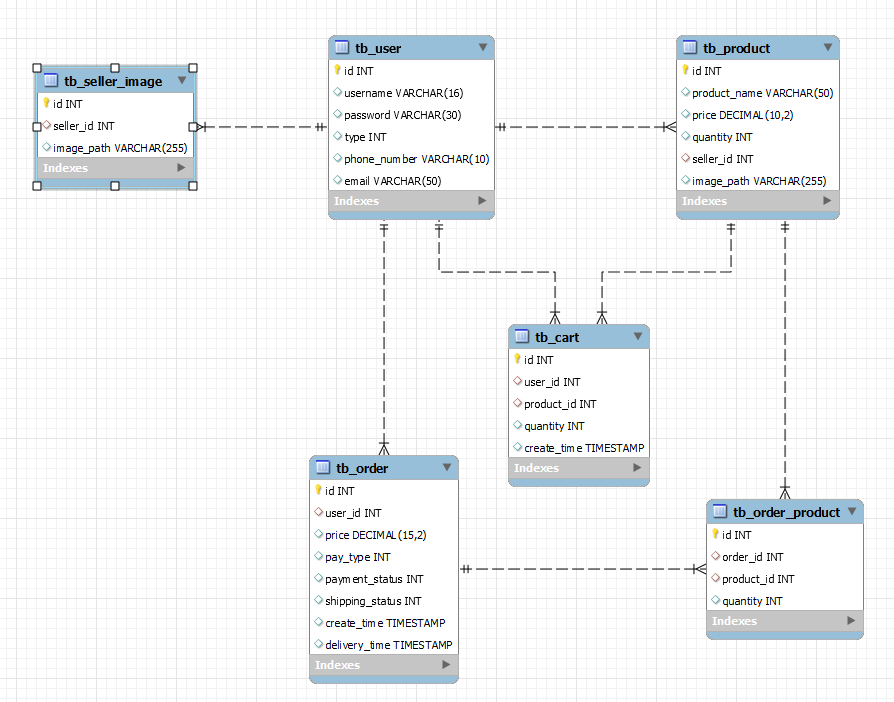 tb_seller_image
id INT
seller_id INT
image_path VARCHAR(255)
Indexes
tb_user
id INT
username VARCHAR(16)
password VARCHAR(30)
type INT
phone_number VARCHAR(10)
email VARCHAR(50)
Indexes
tb_product
id INT
product_name VARCHAR(50)
price DECIMAL(10,2)
quantity INT
seller_id INT
image_path VARCHAR(255)
Indexes
tb_cart
id INT
user_id INT
product_id INT
quantity INT
create_time TIMESTAMP
Indexes
tb_order
id INT
user_id INT
price DECIMAL(15,2)
pay_type INT
payment_status INT
shipping_status INT
create_time TIMESTAMP
delivery_time TIMESTAMP
Indexes
tb_order_product
id INT
order_id INT
product_id INT
quantity INT
Indexes